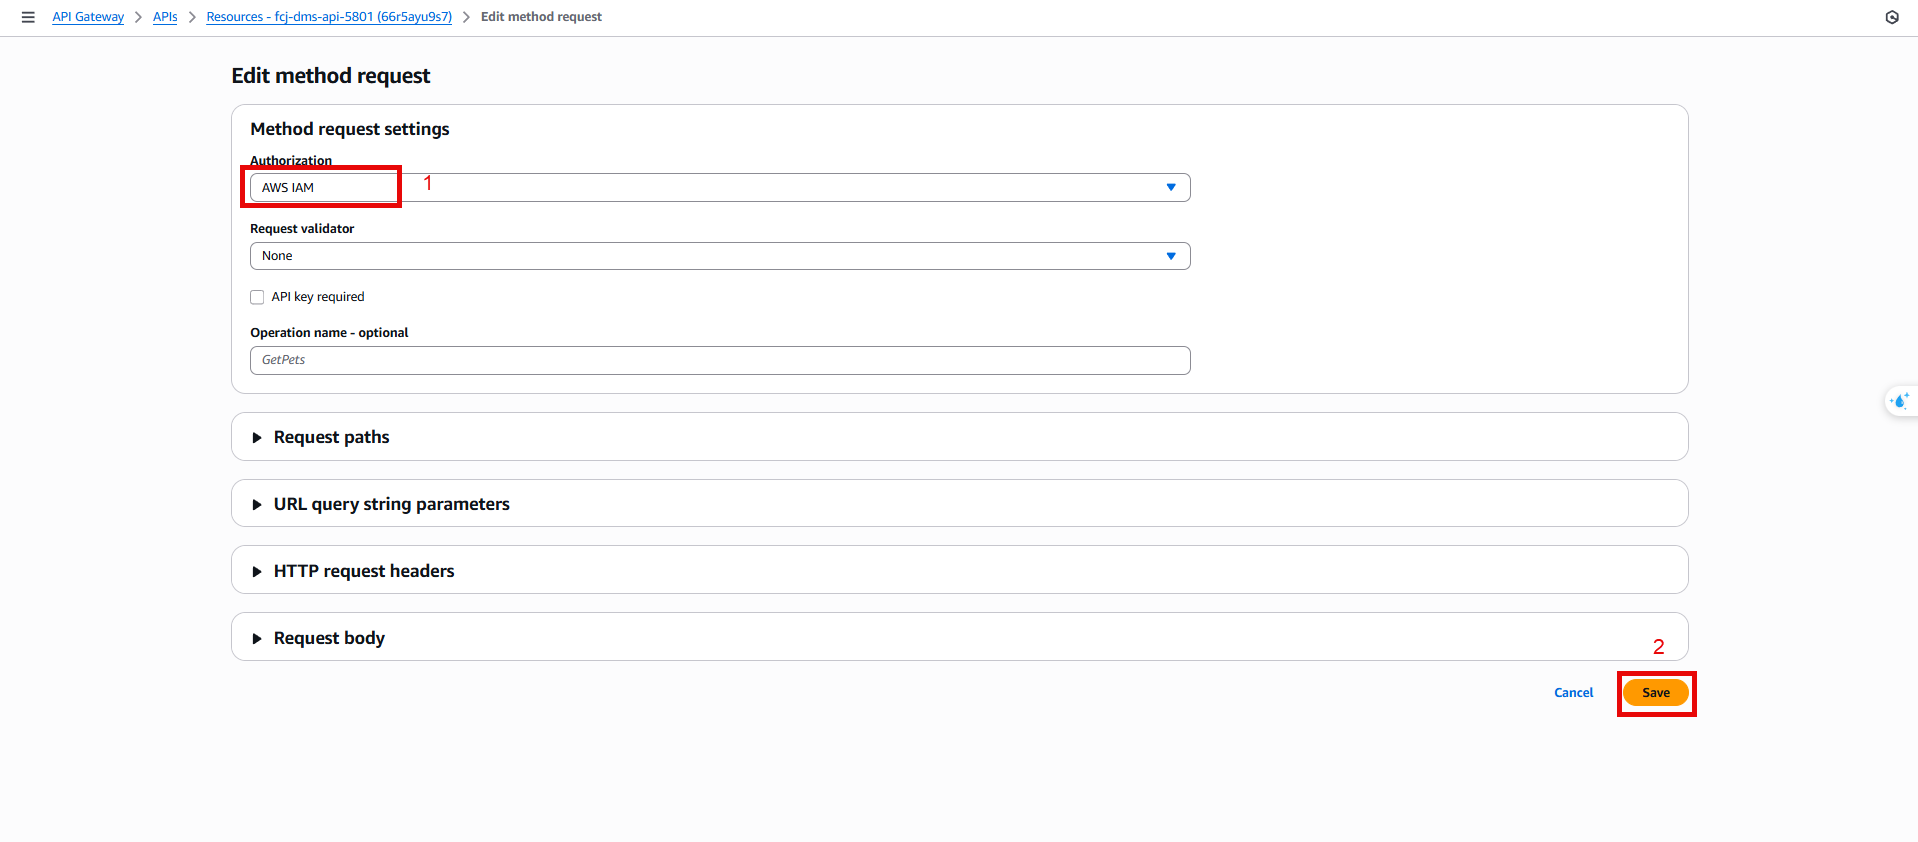 API Gateway > APIs > Resources - fcj-dms-api-5801 (66r5ayu9s7) > Edit method request
Edit method request
Method request settings
Authorization
AWS IAM 1
Request validator
None
API key required
Operation name - optional
GetPets
Request paths
URL query string parameters
HTTP request headers
Request body
2
Cancel Save